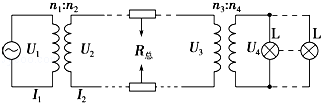 n₁:n₂ n₃:n₄
L L
U₁ U₂ R总 U₃ U₄
I₁ I₂